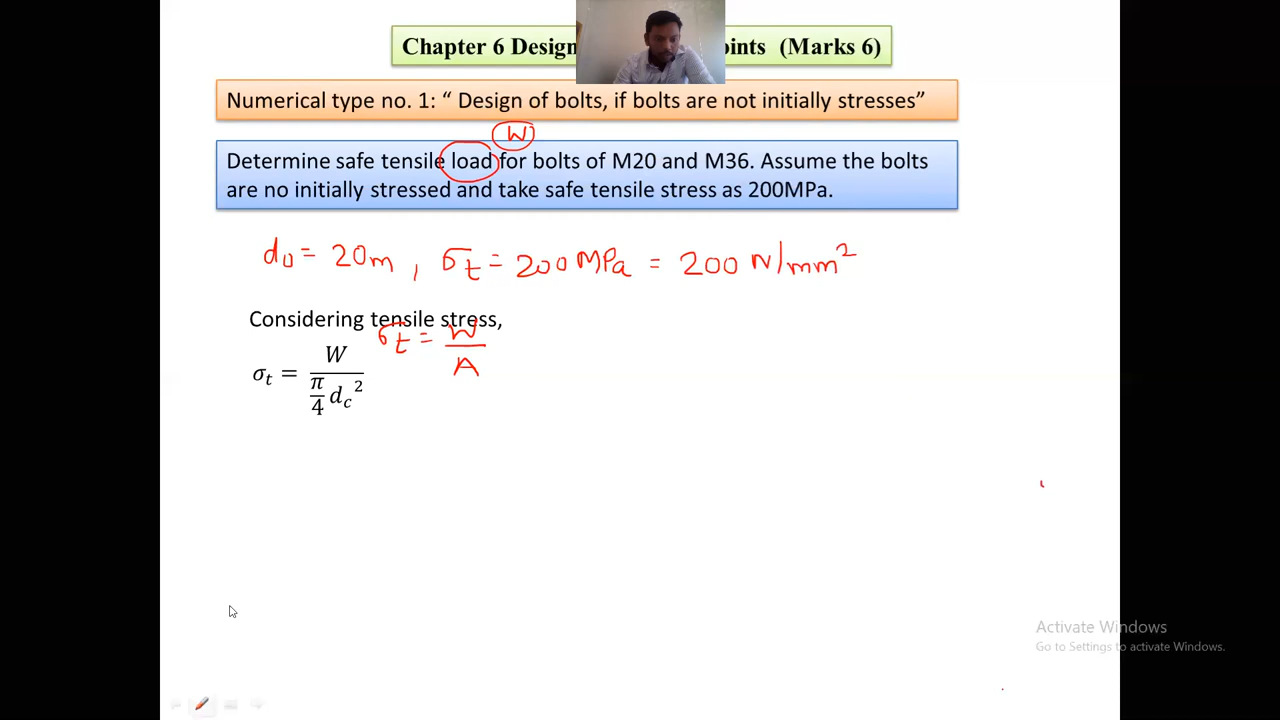 Chapter 6 Design oints (Marks 6)
Numerical type no. 1: “ Design of bolts, if bolts are not initially stresses”
W
Determine safe tensile load for bolts of M20 and M36. Assume the bolts
are no initially stressed and take safe tensile stress as 200MPa.
d₀ = 20m , σt = 200 MPa = 200 N/mm²
Considering tensile stress,
σt = W / A
σₜ = W / (π/4 d_c²)
Activate Windows
Go to Settings to activate Windows.